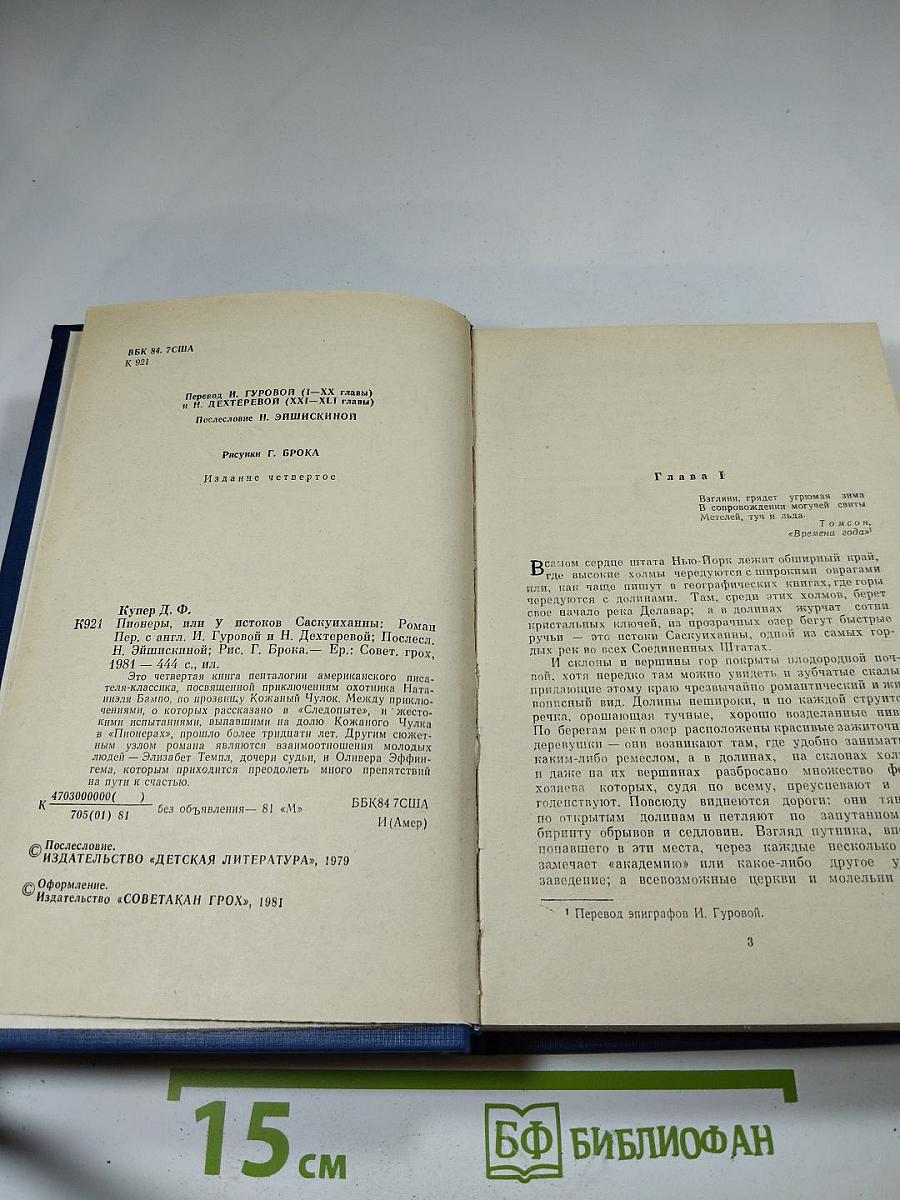 ВБК 84. 7США
К 921
Перевод И. ГУРОВОЙ (I—XX главы)
и Н. ДЕХТЕРЕВОЙ (XXI—XLI главы)
Послесловие Н. ЭЙШИСКИНОЙ
Рисунки Г. БРОКА
Издание четвертое
Купер Д. Ф.
К921 Пионеры, или У истоков Саскуиханны: Роман
Пер. с англ. И. Гуровой и Н. Дехтеревой; Послесл.
Н. Эйшискиной; Рис. Г. Брока.— Ер.: Совет. грох,
1981 — 444 с., ил.
Это четвертая книга пенталогии американского писа-
теля-классика, посвященной приключениям охотника Ната-
ниэля Бампо, по прозвищу Кожаный Чулок. Между приклю-
чениями, о которых рассказано в «Следопыте», и жесто-
кими испытаниями, выпавшими на долю Кожаного Чулка
в «Пионерах», прошло более тридцати лет. Другим сюжет-
ным узлом романа являются взаимоотношения молодых
людей — Элизабет Темпл, дочери судьи, и Оливера Эффин-
гема, которым приходится преодолеть много препятствий
на пути к счастью.
К 4703000000( )
705(01) 81 без объявления— 81 «М» ББК84 7США
И(Амер)
© Послесловие.
ИЗДАТЕЛЬСТВО «ДЕТСКАЯ ЛИТЕРАТУРА», 1979
© Оформление.
Издательство «СОВЕТАКАН ГРОХ», 1981
Глава I
Взгляни, грядет угрюмая зима
В сопровождении могучей свиты
Метелей, туч и льда.
Томсон,
«Времена года»¹
В самом сердце штата Нью-Йорк лежит обширный край,
где высокие холмы чередуются с широкими оврагами
или, как чаще пишут в географических книгах, где горы
чередуются с долинами. Там, среди этих холмов, берет
свое начало река Делавар; а в долинах журчат сотни
кристальных ключей, из прозрачных озер бегут быстрые
ручьи — это истоки Саскуиханны, одной из самых гор-
дых рек во всех Соединенных Штатах.
И склоны и вершины гор покрыты плодородной поч-
вой, хотя нередко там можно увидеть и зубчатые скалы
придающие этому краю чрезвычайно романтический и жи
вописный вид. Долины нешироки, и по каждой струитс
речка, орошающая тучные, хорошо возделанные нив
По берегам рек и озер расположены красивые зажиточн
деревушки — они возникают там, где удобно занимат
каким-либо ремеслом, а в долинах, на склонах хол
и даже на их вершинах разбросано множество фе
хозяева которых, судя по всему, преуспевают и
годенствуют. Повсюду виднеются дороги: они тян
по открытым долинам и петляют по запутанном
биринту обрывов и седловин. Взгляд путника, впе
попавшего в эти места, через каждые несколько
замечает «академию» или какое-либо другое у
заведение; а всевозможные церкви и молельни
¹ Перевод эпиграфов И. Гуровой.
3
15 см
БФ БИБЛИОФАН